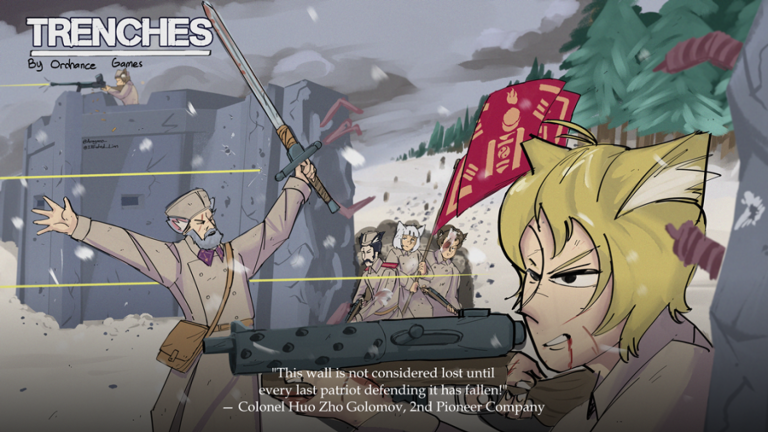 TRENCHES
By Ordnance Games
"This wall is not considered lost until
every last patriot defending it has fallen!"
— Colonel Huo Zho Golomov, 2nd Pioneer Company